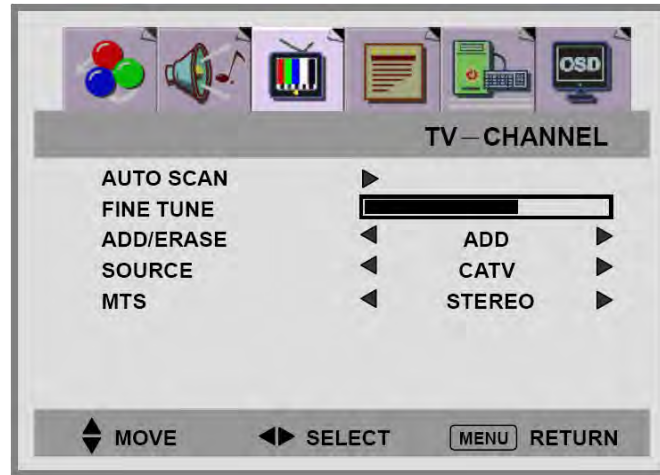 OSD
TV—CHANNEL
AUTO SCAN
FINE TUNE
ADD/ERASE ADD
SOURCE CATV
MTS STEREO
MOVE SELECT MENU RETURN